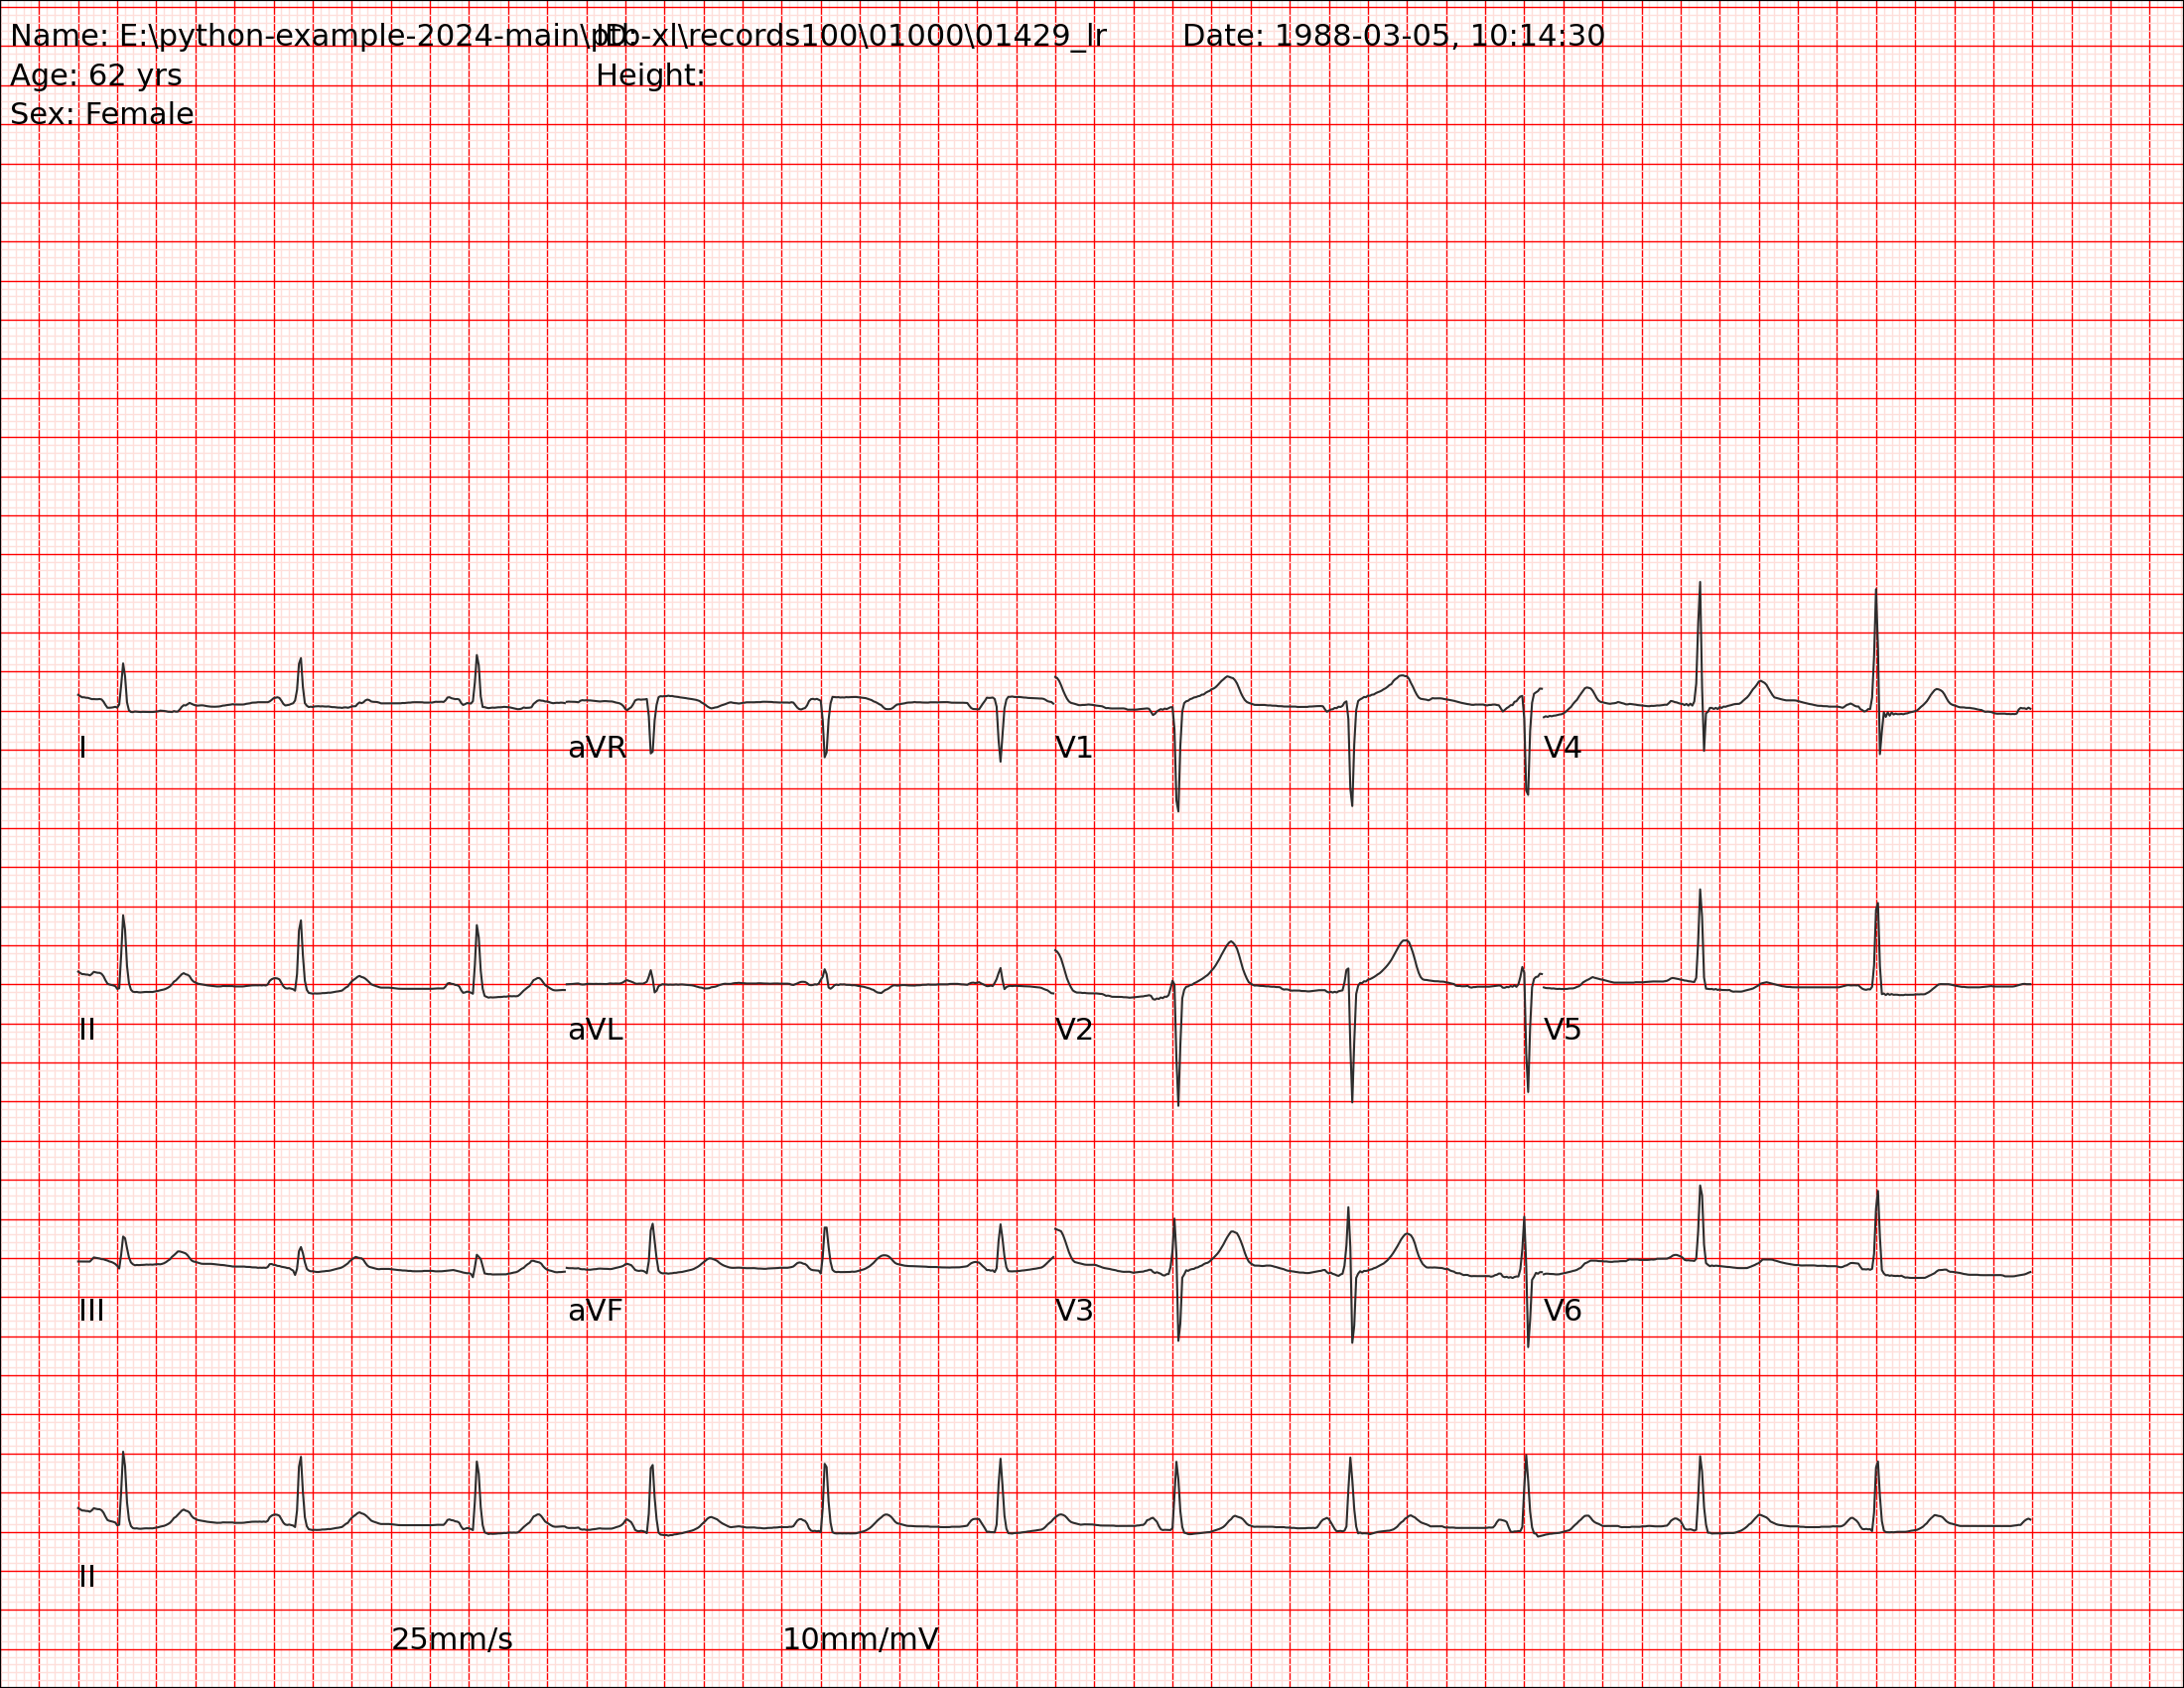 Name: E:\python-example-2024-main\ptb-xl\records100\01000\01429_lr ID: Date: 1988-03-05, 10:14:30
Age: 62 yrs Height:
Sex: Female
I aVR V1 V4
II aVL V2 V5
III aVF V3 V6
II
25mm/s 10mm/mV